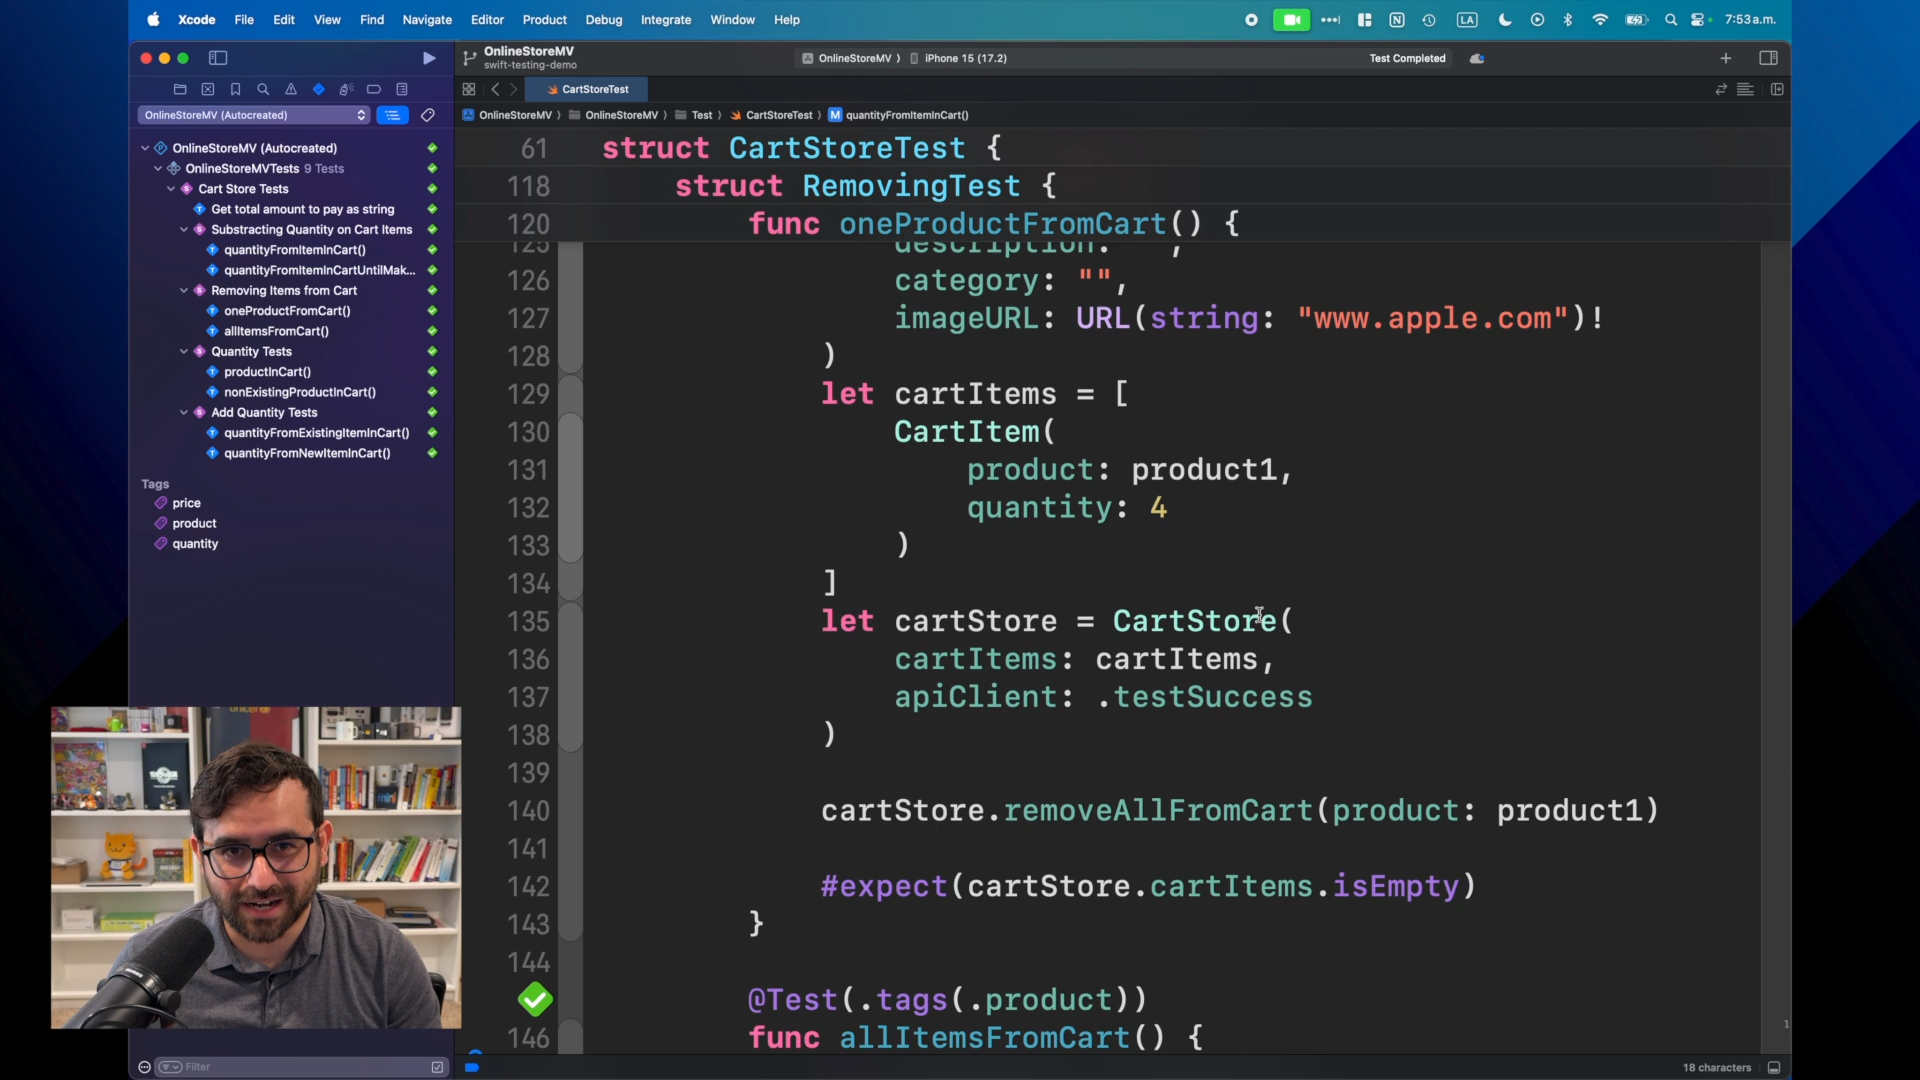 Xcode File Edit View Find Navigate Editor Product Debug Integrate Window Help
LA
7:53 a.m.
OnlineStoreMV
swift-testing-demo
OnlineStoreMV 〉 iPhone 15 (17.2)
Test Completed
CartStoreTest
OnlineStoreMV (Autocreated)
OnlineStoreMV 〉 OnlineStoreMV 〉 Test 〉 CartStoreTest 〉 M quantityFromItemInCart()
OnlineStoreMV (Autocreated)
OnlineStoreMVTests 9 Tests
Cart Store Tests
Get total amount to pay as string
Substracting Quantity on Cart Items
quantityFromItemInCart()
quantityFromItemInCartUntilMak...
Removing Items from Cart
oneProductFromCart()
allItemsFromCart()
Quantity Tests
productInCart()
nonExistingProductInCart()
Add Quantity Tests
quantityFromExistingItemInCart()
quantityFromNewItemInCart()
Tags
price
product
quantity
Filter
61 struct CartStoreTest {
118 struct RemovingTest {
120 func oneProductFromCart() {
125 description: "",
126 category: "",
127 imageURL: URL(string: "www.apple.com")!
128 )
129 let cartItems = [
130 CartItem(
131 product: product1,
132 quantity: 4
133 )
134 ]
135 let cartStore = CartStore(
136 cartItems: cartItems,
137 apiClient: .testSuccess
138 )
139
140 cartStore.removeAllFromCart(product: product1)
141
142 #expect(cartStore.cartItems.isEmpty)
143 }
144
@Test(.tags(.product))
146 func allItemsFromCart() {
18 characters